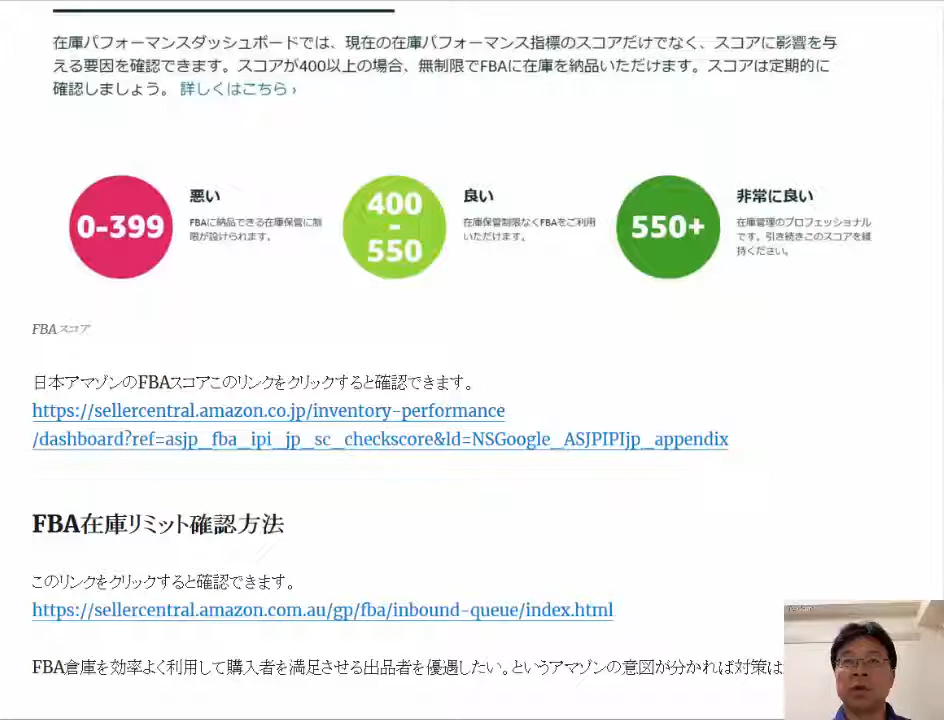 在庫パフォーマンスダッシュボードでは、現在の在庫パフォーマンス指標のスコアだけでなく、スコアに影響を与
える要因を確認できます。スコアが400以上の場合、無制限でFBAに在庫を納品いただけます。スコアは定期的に
確認しましょう。 詳しくはこちら ›
0-399
悪い
FBAに納品できる在庫保管に制
限が設けられます。
400
-
550
良い
在庫保管制限なくFBAをご利用
いただけます。
550+
非常に良い
在庫管理のプロフェッショナル
です。引き続きこのスコアを維
持ください。
FBAスコア
日本アマゾンのFBAスコアこのリンクをクリックすると確認できます。
https://sellercentral.amazon.co.jp/inventory-performance
/dashboard?ref=asjp_fba_ipi_jp_sc_checkscore&ld=NSGoogle_ASJPIPIjp_appendix
FBA在庫リミット確認方法
このリンクをクリックすると確認できます。
https://sellercentral.amazon.com.au/gp/fba/inbound-queue/index.html
FBA倉庫を効率よく利用して購入者を満足させる出品者を優遇したい。というアマゾンの意図が分かれば対策は